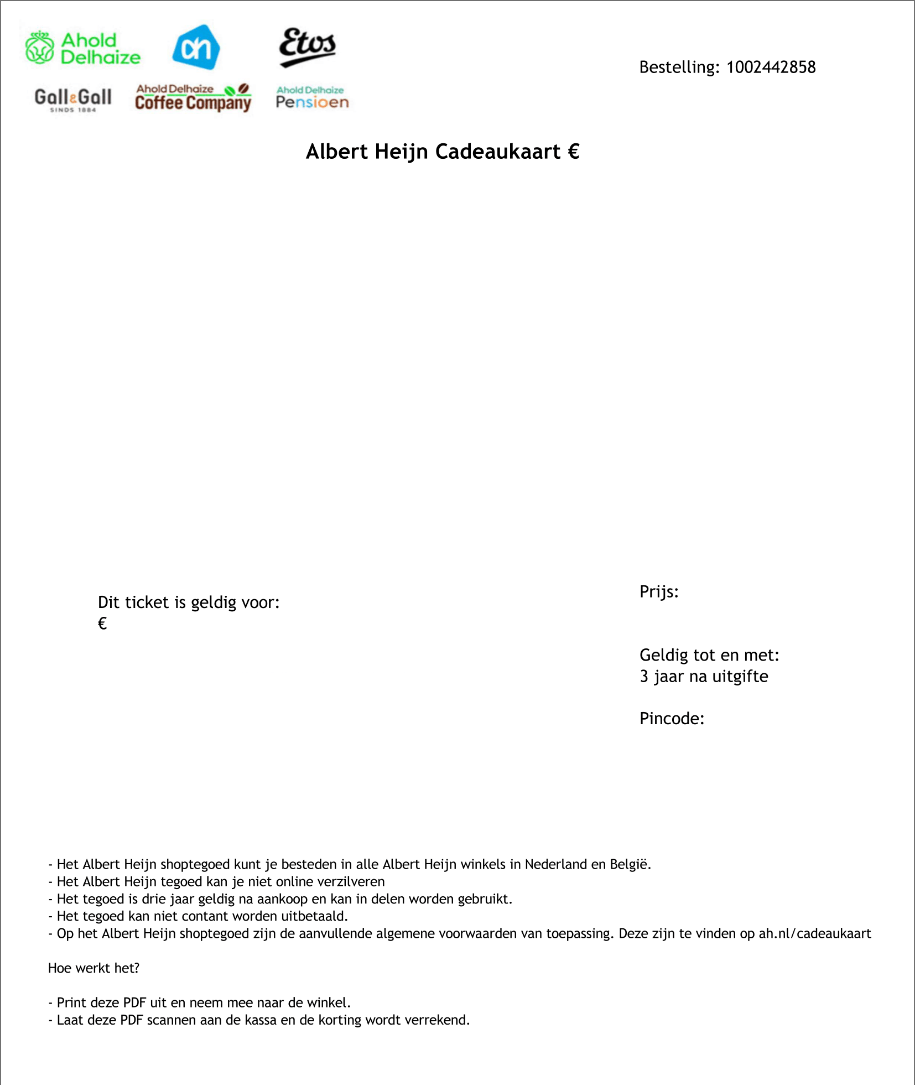 Ahold
Delhaize
ah
Etos
Gall&Gall
SINDS 1884
Ahold Delhaize
Coffee Company
Ahold Delhaize
Pensioen
Bestelling: 1002442858
Albert Heijn Cadeaukaart €
Dit ticket is geldig voor:
€
Prijs:
Geldig tot en met:
3 jaar na uitgifte
Pincode:
- Het Albert Heijn shoptegoed kunt je besteden in alle Albert Heijn winkels in Nederland en België.
- Het Albert Heijn tegoed kan je niet online verzilveren
- Het tegoed is drie jaar geldig na aankoop en kan in delen worden gebruikt.
- Het tegoed kan niet contant worden uitbetaald.
- Op het Albert Heijn shoptegoed zijn de aanvullende algemene voorwaarden van toepassing. Deze zijn te vinden op ah.nl/cadeaukaart
Hoe werkt het?
- Print deze PDF uit en neem mee naar de winkel.
- Laat deze PDF scannen aan de kassa en de korting wordt verrekend.